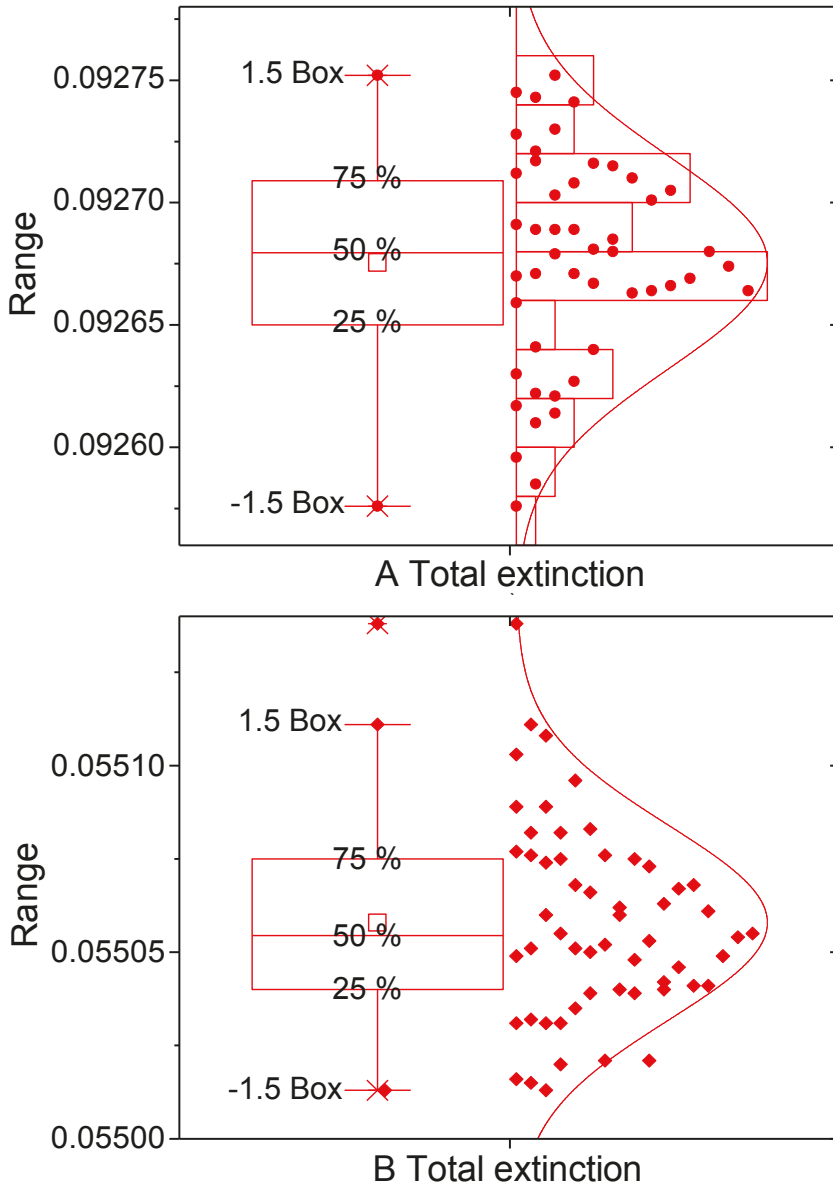 0.09275
1.5 Box
75 %
0.09270
50 %
Range
25 %
0.09265
0.09260
-1.5 Box
A Total extinction
1.5 Box
0.05510
75 %
Range
50 %
0.05505
25 %
-1.5 Box
0.05500
B Total extinction